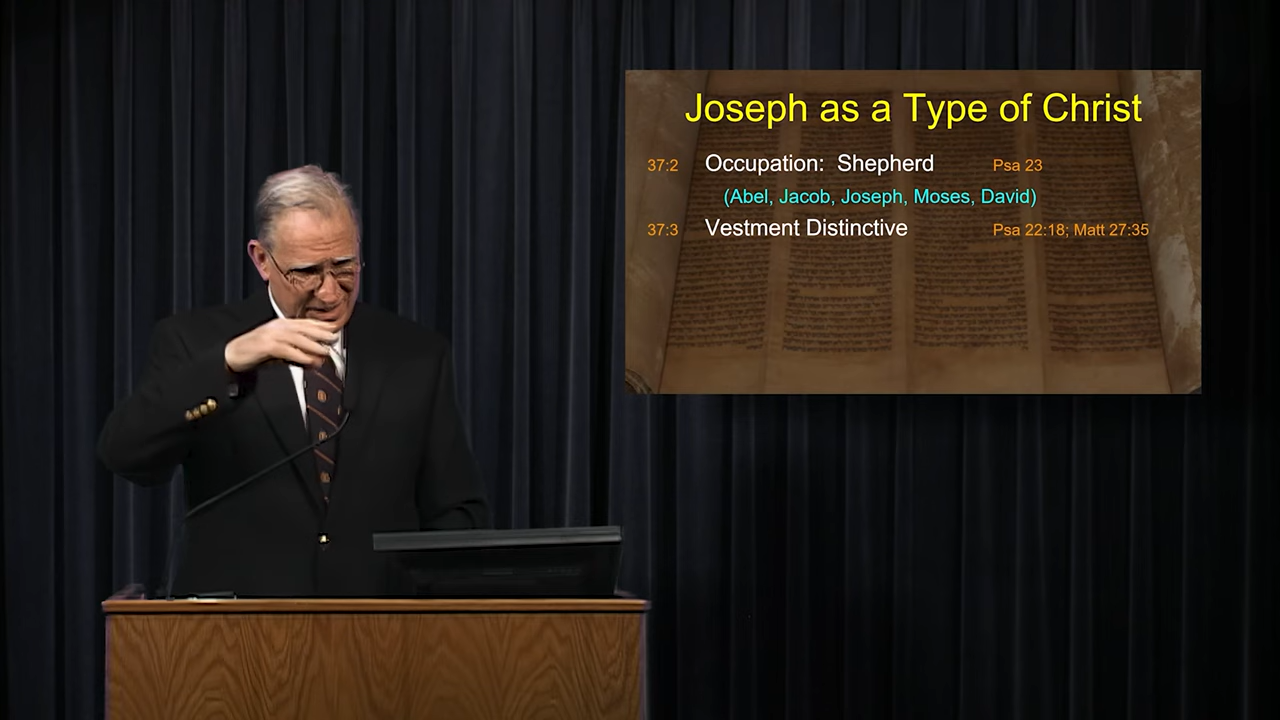 Joseph as a Type of Christ
37:2 Occupation: Shepherd Psa 23
(Abel, Jacob, Joseph, Moses, David)
37:3 Vestment Distinctive Psa 22:18; Matt 27:35